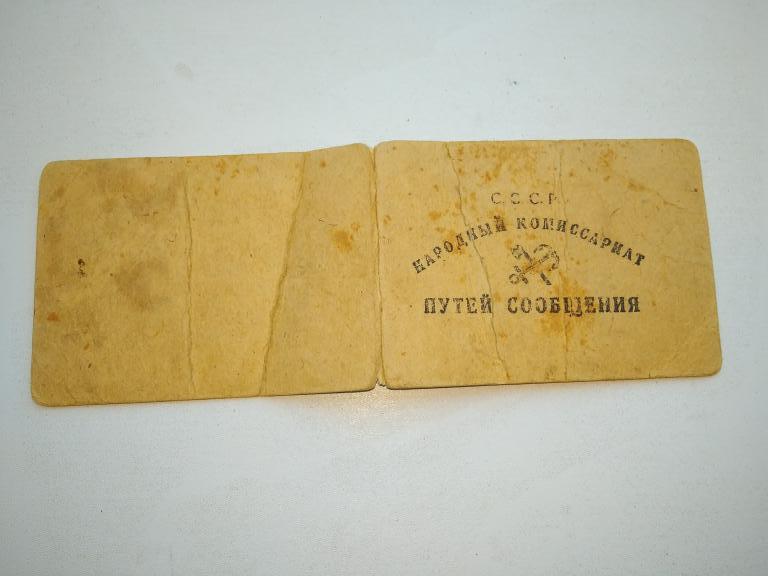 С.С.С.Р.
НАРОДНЫЙ КОМИССАРИАТ
ПУТЕЙ СООБЩЕНИЯ